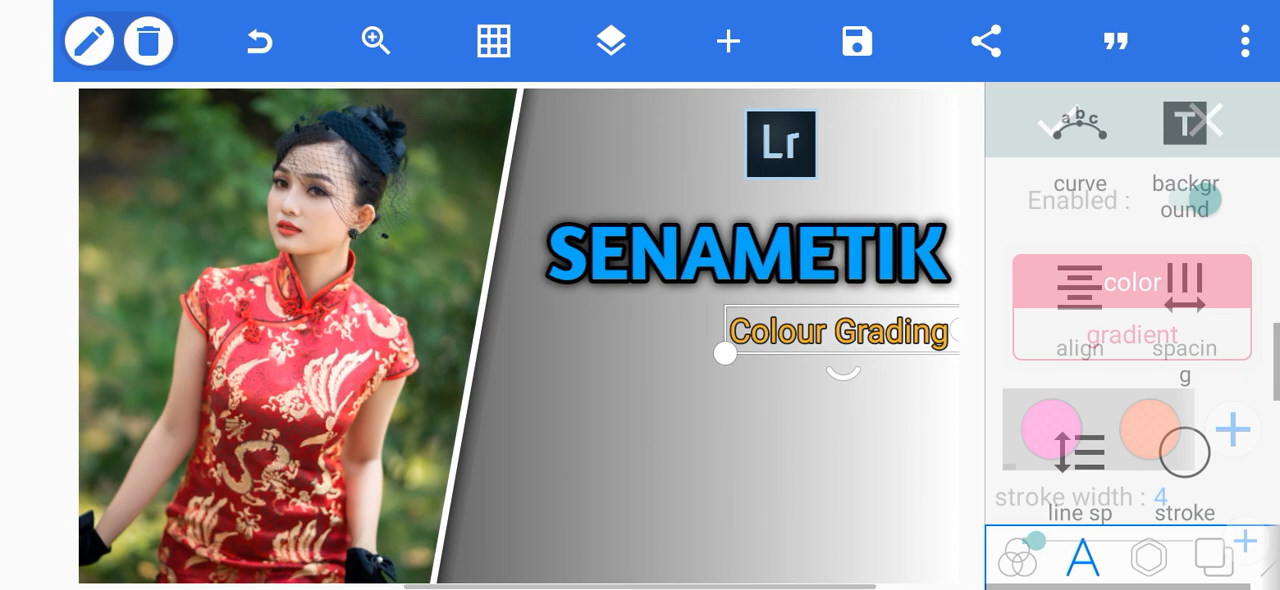 Lr
SENAMETIK
Colour Grading
abc
T
curve
backgr
ound
Enabled :
color
gradient
align
spacin
g
stroke width : 4
line sp
stroke
A